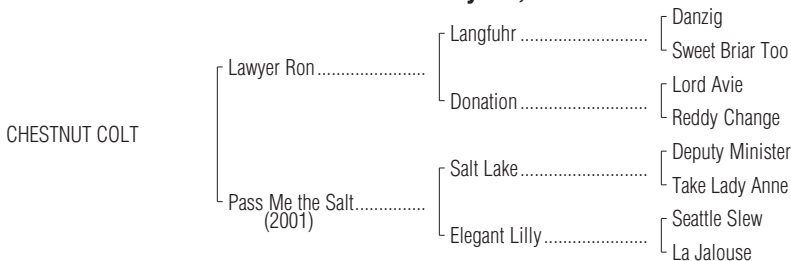 Danzig
Langfuhr ...........................
Sweet Briar Too
Lawyer Ron .......................
Lord Avie
Donation ...........................
Reddy Change
CHESTNUT COLT
Deputy Minister
Salt Lake...........................
Take Lady Anne
Pass Me the Salt...............
(2001)
Seattle Slew
Elegant Lilly ......................
La Jalouse